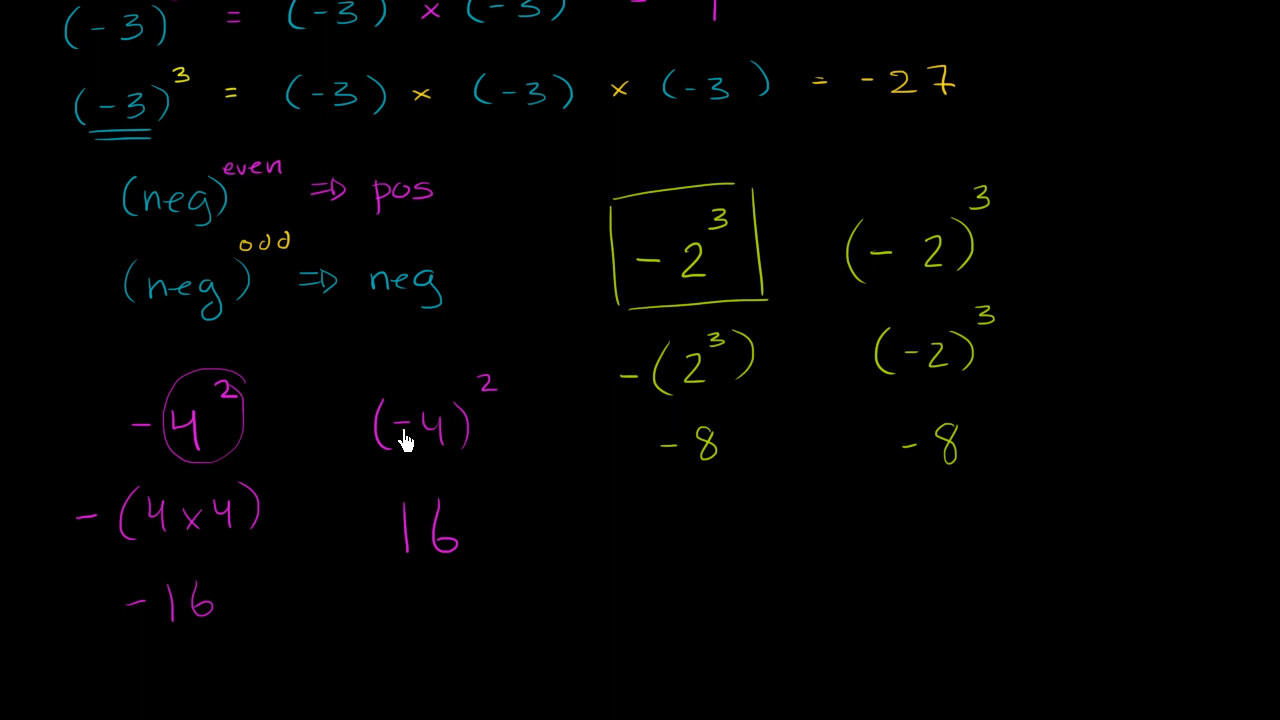 (-3) = (-3) × (-3)
(-3)³ = (-3) × (-3) × (-3) = -27
(neg)^even ⇒ pos
(neg)^odd ⇒ neg
-2³ (-2)³
-(2³) (-2)³
-8 -8
-4² (-4)²
-(4×4) 16
-16